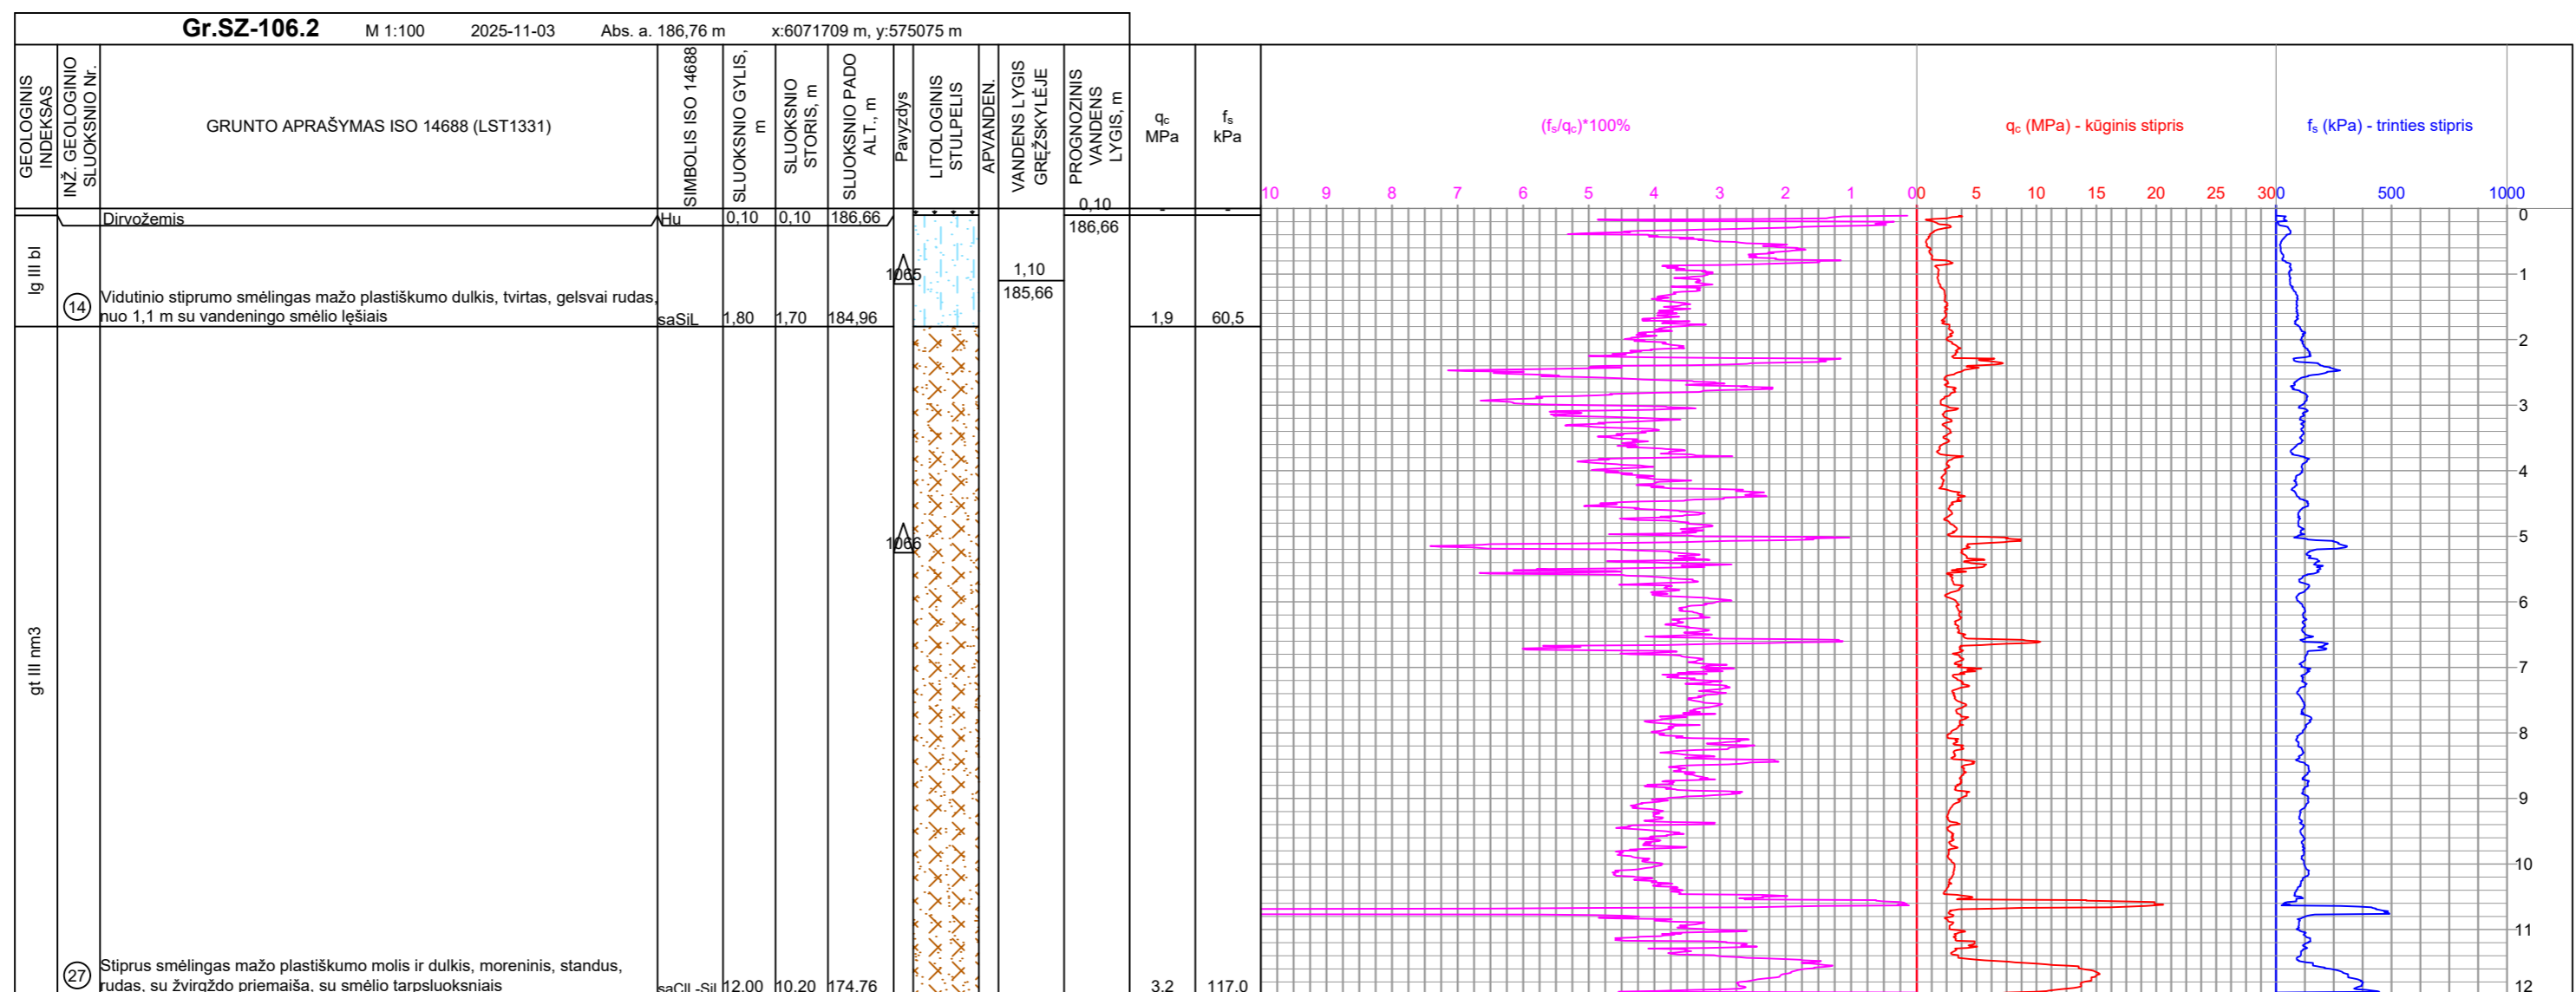 Gr.SZ-106.2 M 1:100 2025-11-03 Abs. a. 186,76 m x:6071709 m, y:575075 m
GEOLOGINIS
INDEKSAS
INŽ. GEOLOGINIO
SLUOKSNIO Nr.
GRUNTO APRAŠYMAS ISO 14688 (LST1331)
SIMBOLIS ISO 14688
SLUOKSNIO GYLIS,
m
SLUOKSNIO
STORIS, m
SLUOKSNIO PADO
ALT., m
Pavyzdys
LITOLOGINIS
STULPELIS
APVANDEN.
VANDENS LYGIS
GRĘŽSKYLĖJE
PROGNOZINIS
VANDENS
LYGIS, m
qc
MPa
fs
kPa
(fs/qc)*100%
qc (MPa) - kūginis stipris
fs (kPa) - trinties stipris
10 9 8 7 6 5 4 3 2 1 0
0 5 10 15 20 25 30
0 500 1000
Dirvožemis Hu 0,10 0,10 186,66
0,10
186,66
- -
lg III bl
1065
1,10
185,66
14
Vidutinio stiprumo smėlingas mažo plastiškumo dulkis, tvirtas, gelsvai rudas,
nuo 1,1 m su vandeningo smėlio lęšiais
saSiL 1,80 1,70 184,96 1,9 60,5
1066
gt III nm3
27
Stiprus smėlingas mažo plastiškumo molis ir dulkis, moreninis, standus,
rudas, su žvirgždo priemaiša, su smėlio tarpsluoksniais
saClL-SiL 12,00 10,20 174,76 3,2 117,0
0
1
2
3
4
5
6
7
8
9
10
11
12